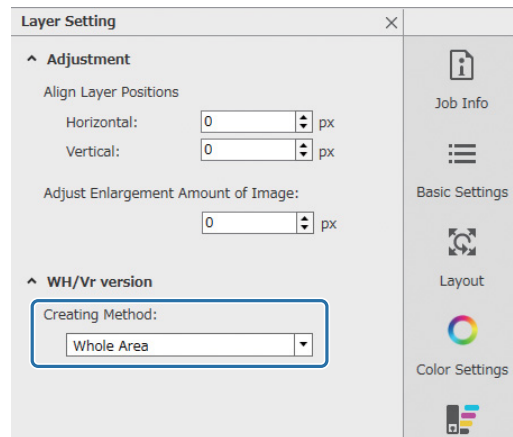 Layer Setting
Adjustment
Align Layer Positions
Horizontal: 0 px
Vertical: 0 px
Adjust Enlargement Amount of Image:
0 px
WH/Vr version
Creating Method:
Whole Area
Job Info
Basic Settings
Layout
Color Settings